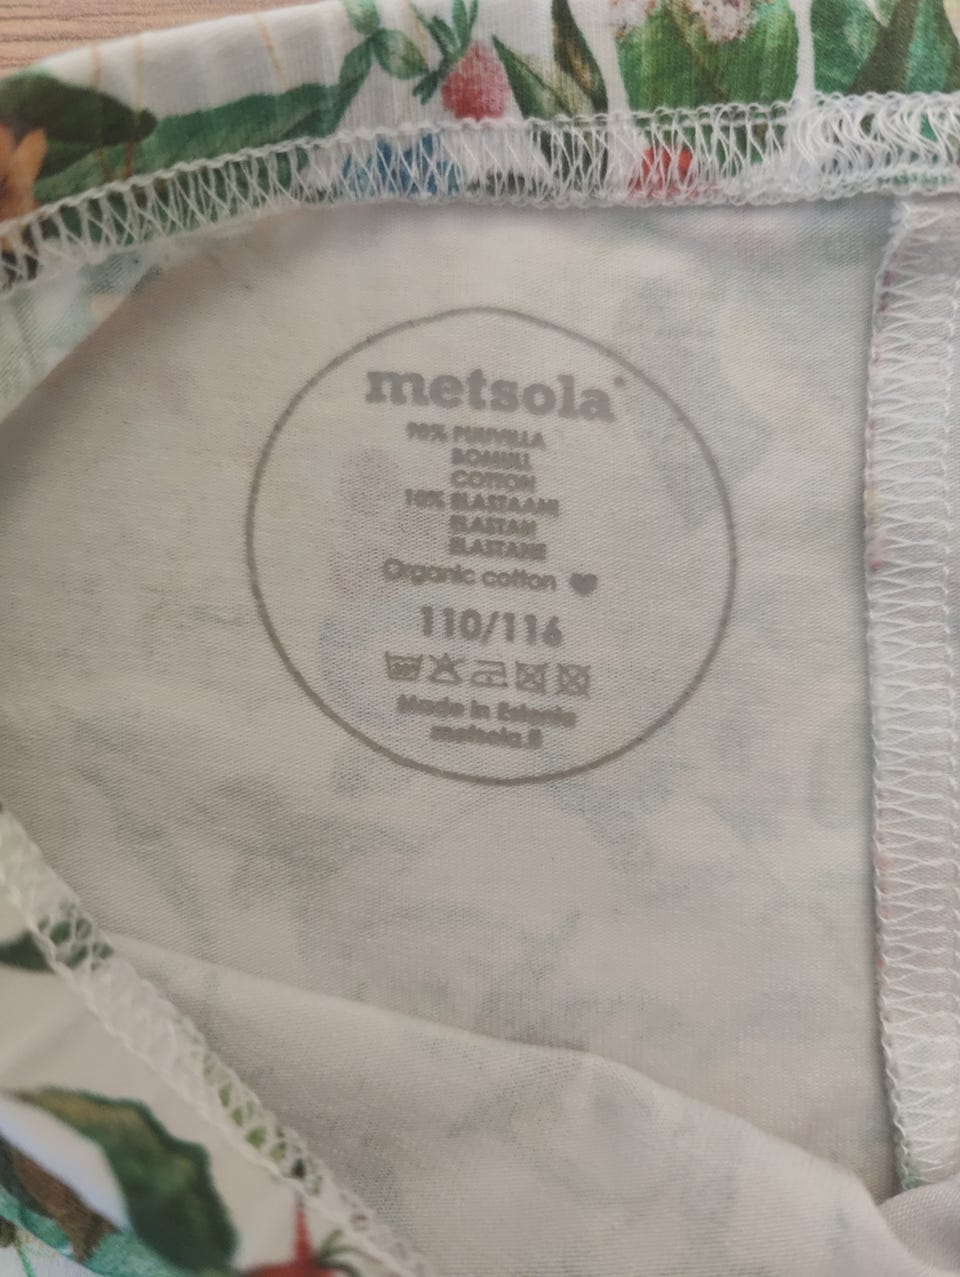 metsola
90% PUUVILLA
BOMULL
COTTON
10% ELASTAANI
ELASTAN
ELASTANE
Organic cotton
110/116
Made in Estonia
metsola.fi